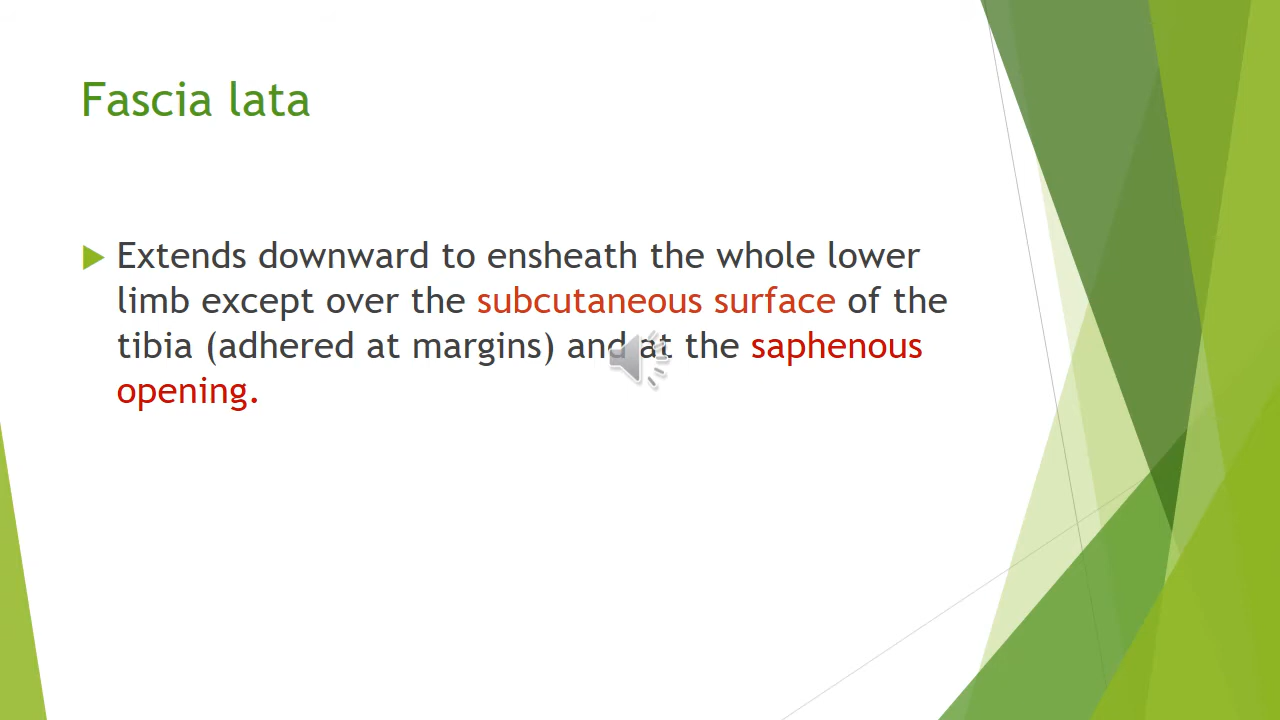 Fascia lata
Extends downward to ensheath the whole lower
limb except over the subcutaneous surface of the
tibia (adhered at margins) and at the saphenous
opening.